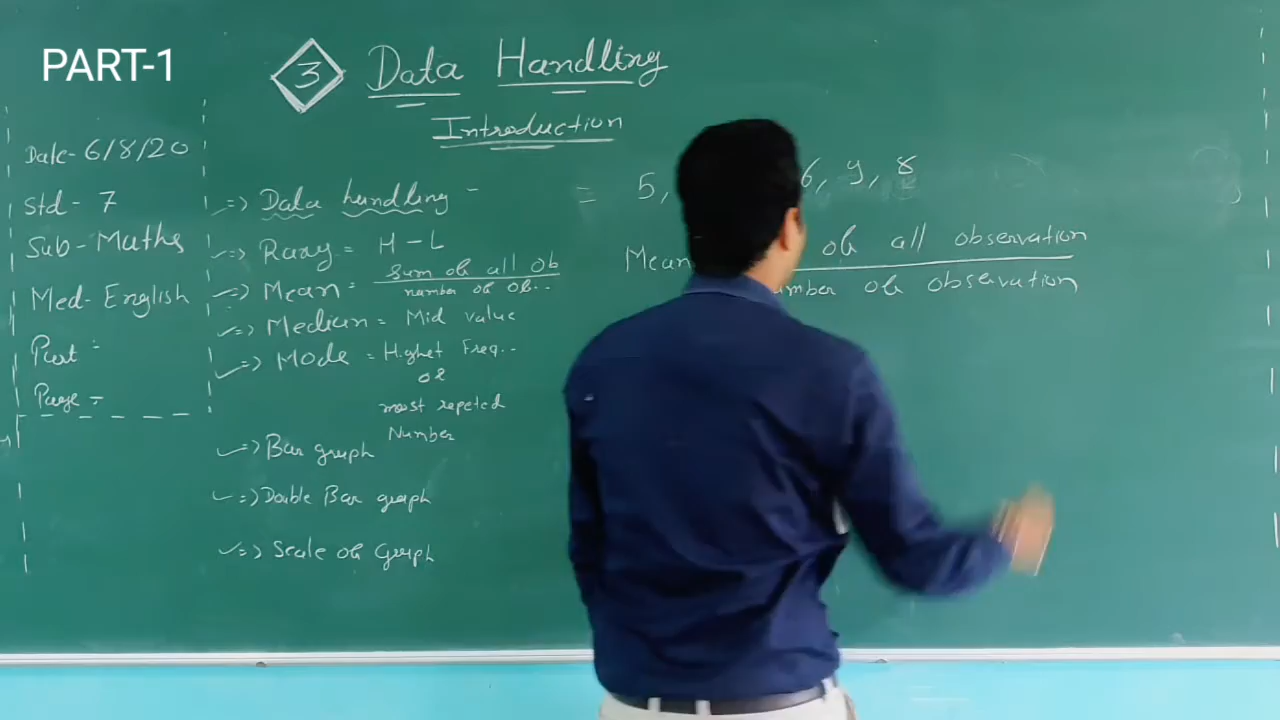 PART-1
3 Data Handling
Introduction
Date- 6/8/20
Std - 7
Sub - Maths
Med- English
Part :
Page =
=> Data handling -
=> Rang = H - L
=> Mean = sum of all Ob
number of ob..
=> Median = Mid value
=> Mode = Highet Freq..
or
most repeted
Number
=> Bar graph
=> Double Bar graph
=> Scale of Graph
= 5, 6, 9, 8
Mean of all observation
umber of observation